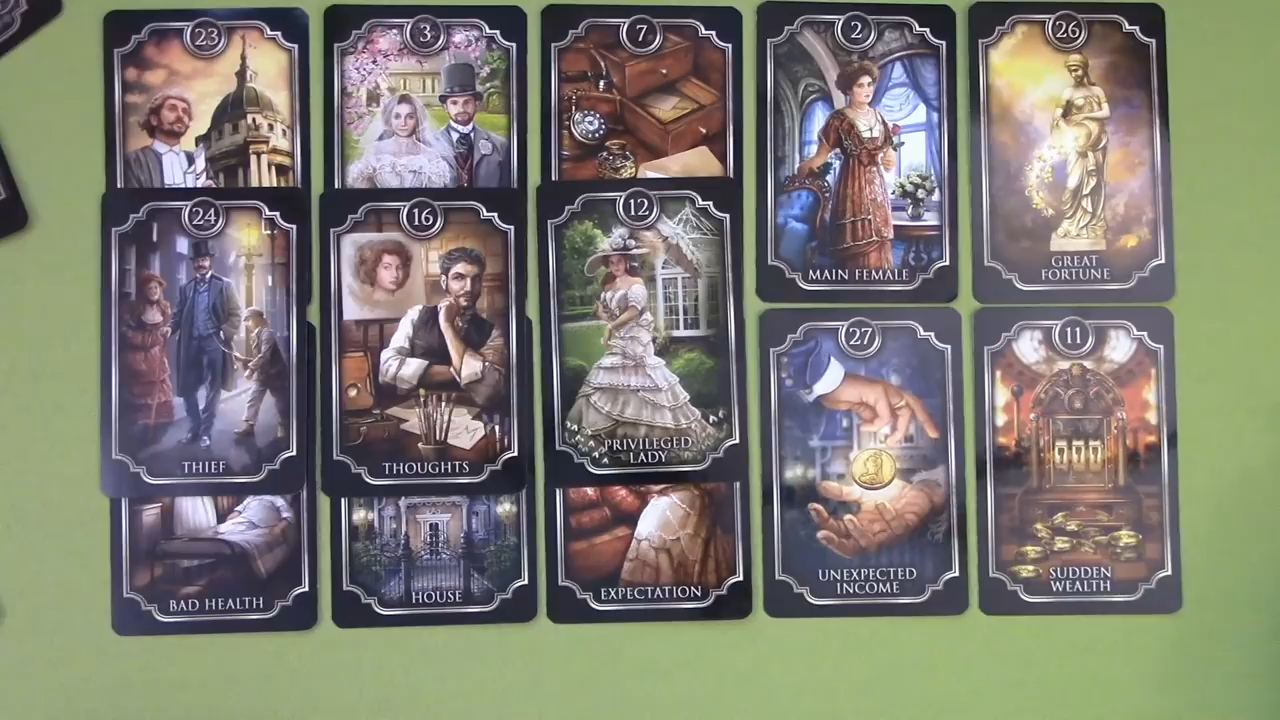 23
3
7
2
MAIN FEMALE
26
GREAT
FORTUNE
24
THIEF
16
THOUGHTS
12
PRIVILEGED
LADY
27
UNEXPECTED
INCOME
11
777
SUDDEN
WEALTH
BAD HEALTH
HOUSE
EXPECTATION